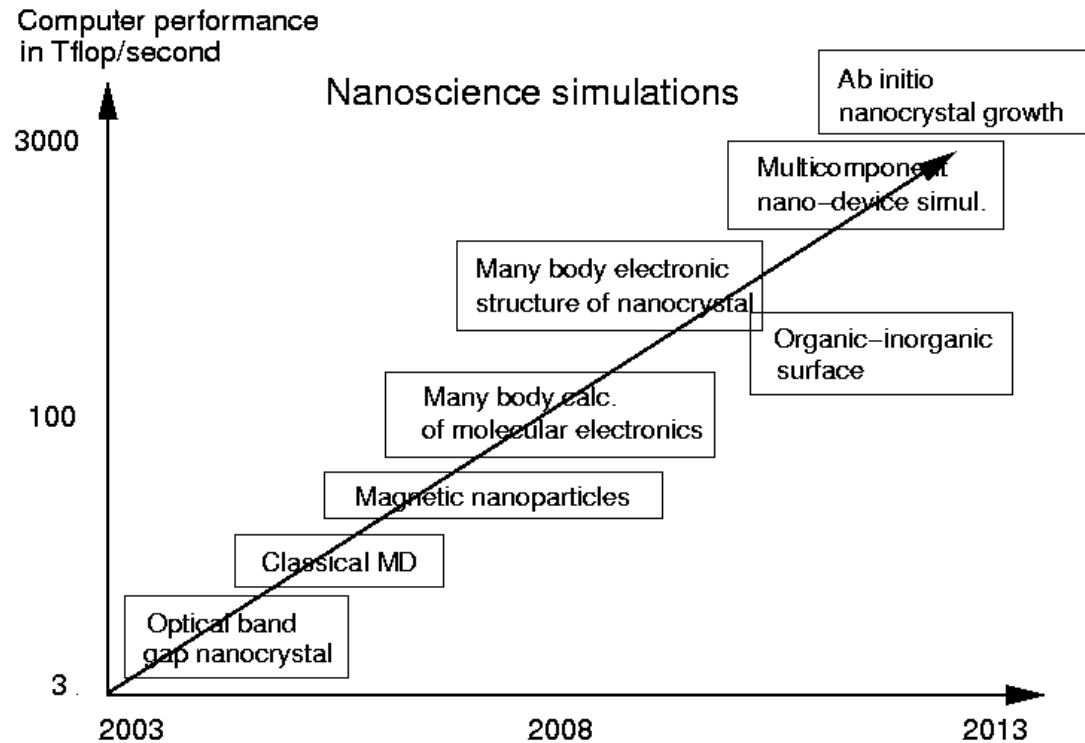 Computer performance
in Tflop/second
Nanoscience simulations
Ab initio
nanocrystal growth
3000
Multicomponent
nano-device simul.
Many body electronic
structure of nanocrystal
Organic-inorganic
surface
100
Many body calc.
of molecular electronics
Magnetic nanoparticles
Classical MD
Optical band
gap nanocrystal
3
2003
2008
2013